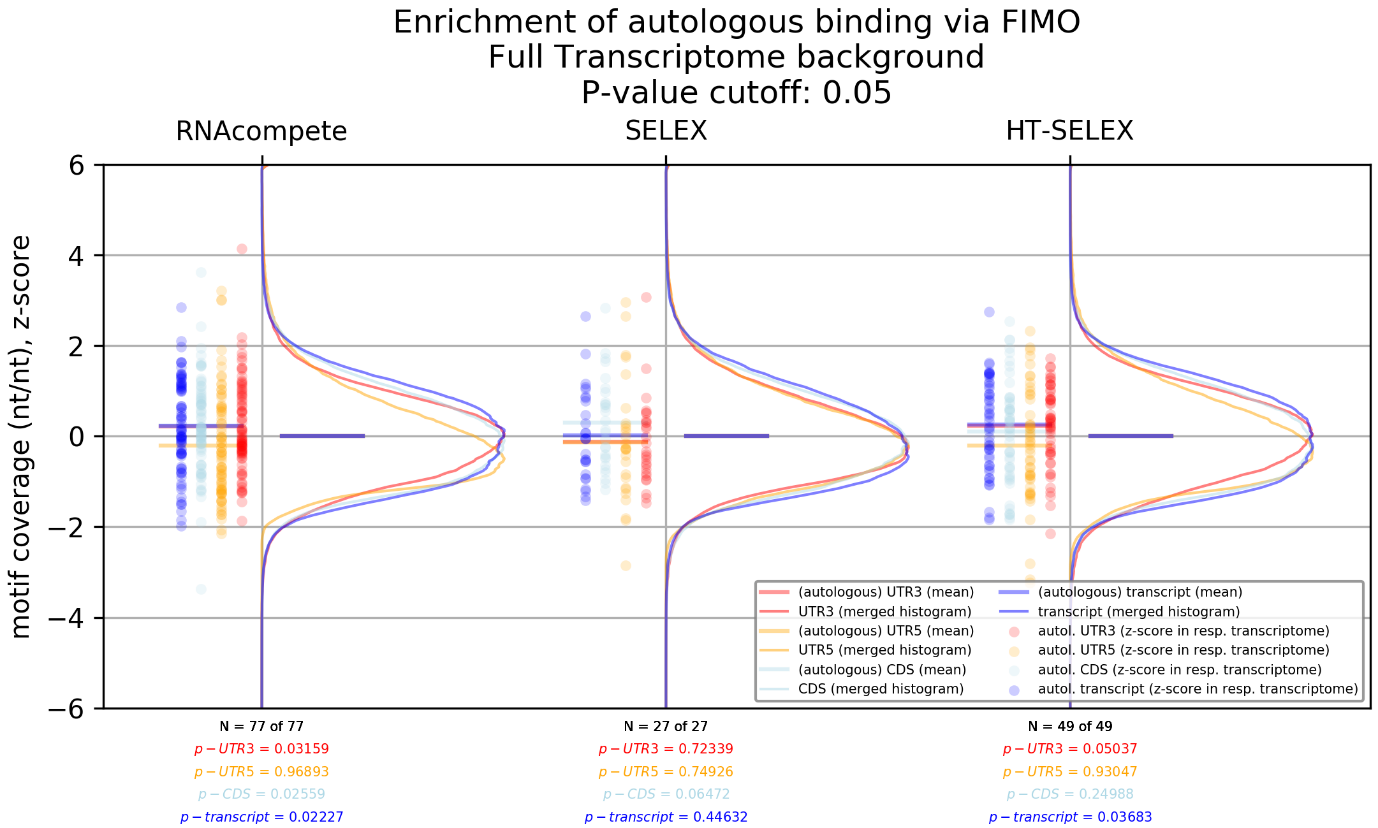 Enrichment of autologous binding via FIMO
Full Transcriptome background
P-value cutoff: 0.05
RNAcompete
SELEX
HT-SELEX
motif coverage (nt/nt), z-score
6
4
2
0
−2
−4
−6
(autologous) UTR3 (mean)
UTR3 (merged histogram)
(autologous) UTR5 (mean)
UTR5 (merged histogram)
(autologous) CDS (mean)
CDS (merged histogram)
(autologous) transcript (mean)
transcript (merged histogram)
autol. UTR3 (z-score in resp. transcriptome)
autol. UTR5 (z-score in resp. transcriptome)
autol. CDS (z-score in resp. transcriptome)
autol. transcript (z-score in resp. transcriptome)
N = 77 of 77
p−UTR3 = 0.03159
p−UTR5 = 0.96893
p−CDS = 0.02559
p−transcript = 0.02227
N = 27 of 27
p−UTR3 = 0.72339
p−UTR5 = 0.74926
p−CDS = 0.06472
p−transcript = 0.44632
N = 49 of 49
p−UTR3 = 0.05037
p−UTR5 = 0.93047
p−CDS = 0.24988
p−transcript = 0.03683